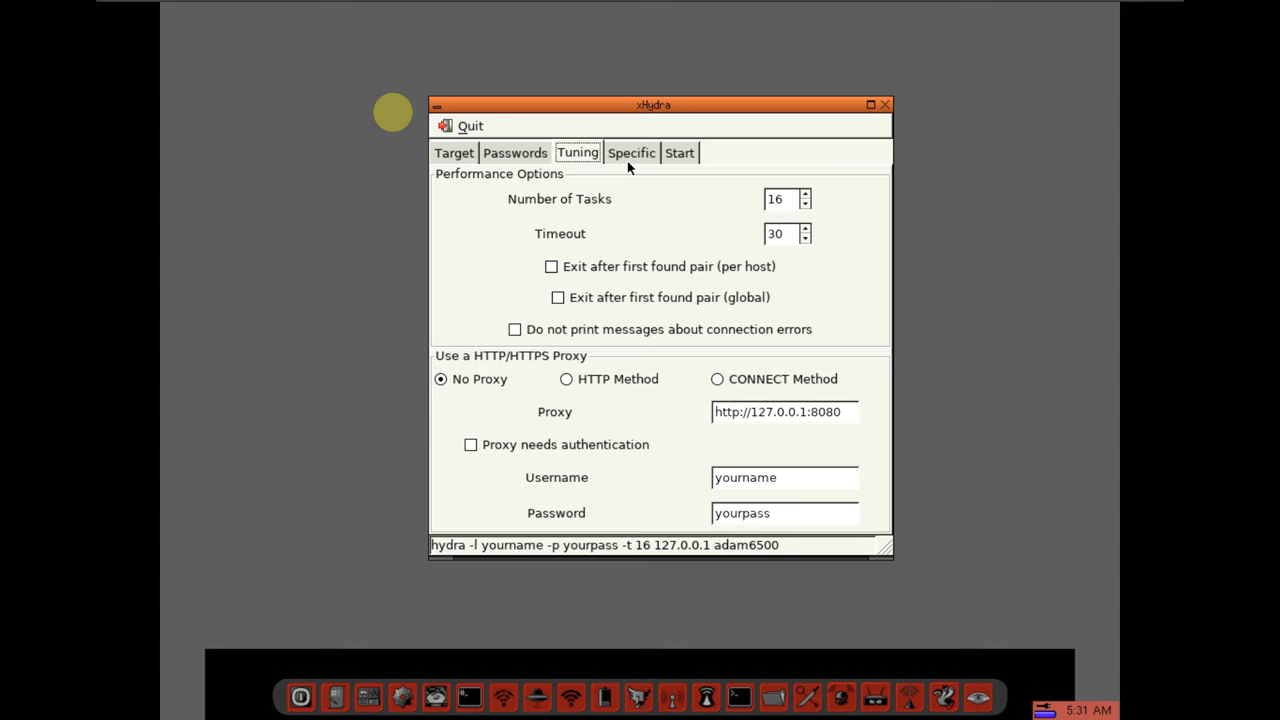 xHydra
Quit
Target Passwords Tuning Specific Start
Performance Options
Number of Tasks 16
Timeout 30
Exit after first found pair (per host)
Exit after first found pair (global)
Do not print messages about connection errors
Use a HTTP/HTTPS Proxy
No Proxy HTTP Method CONNECT Method
Proxy http://127.0.0.1:8080
Proxy needs authentication
Username yourname
Password yourpass
hydra -l yourname -p yourpass -t 16 127.0.0.1 adam6500
5:31 AM